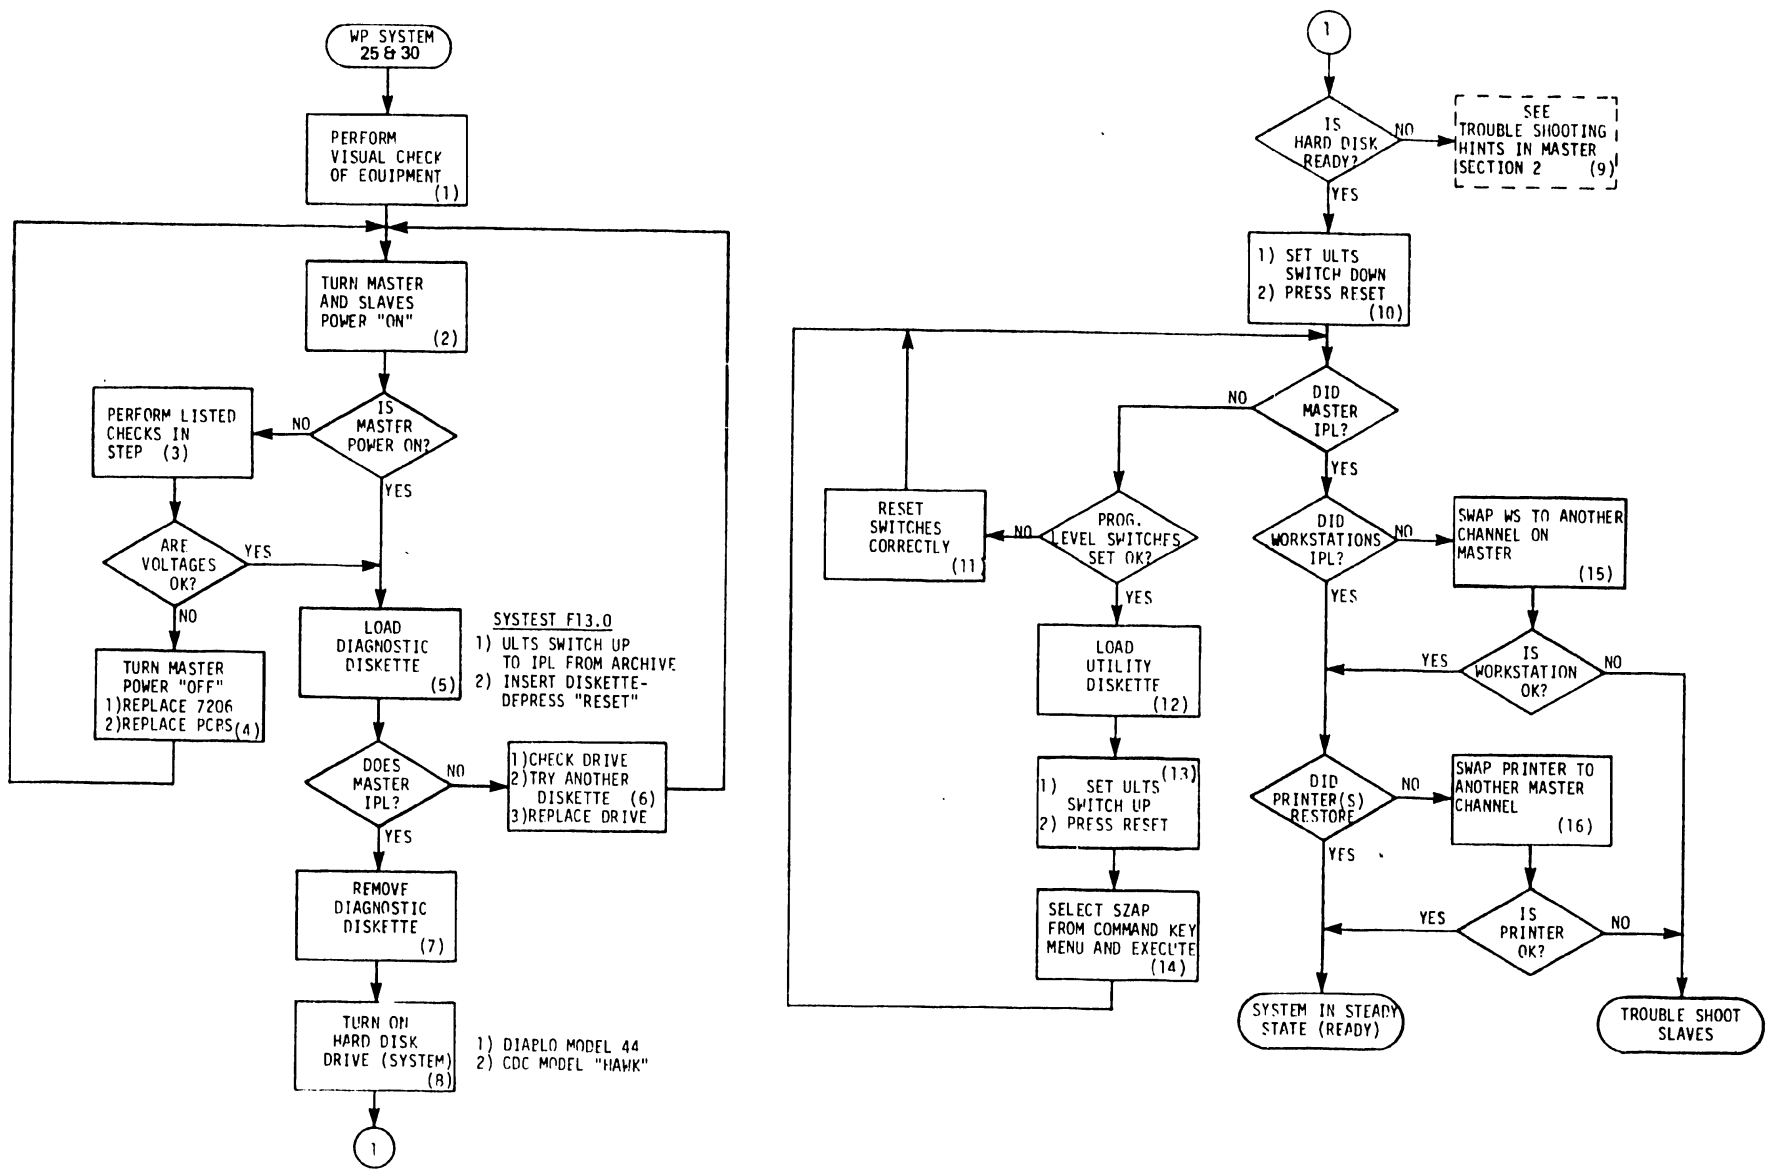 WP SYSTEM
25 & 30
PERFORM
VISUAL CHECK
OF EQUIPMENT
(1)
TURN MASTER
AND SLAVES
POWER "ON"
(2)
IS
MASTER
POWER ON?
NO
YES
PERFORM LISTED
CHECKS IN
STEP (3)
ARE
VOLTAGES
OK?
YES
NO
TURN MASTER
POWER "OFF"
1)REPLACE 7206
2)REPLACE PCBS(4)
LOAD
DIAGNOSTIC
DISKETTE
(5)
SYSTEST F13.0
1) ULTS SWITCH UP
TO IPL FROM ARCHIVE
2) INSERT DISKETTE-
DEPRESS "RESET"
DOES
MASTER
IPL?
NO
YES
1)CHECK DRIVE
2)TRY ANOTHER
DISKETTE (6)
3)REPLACE DRIVE
REMOVE
DIAGNOSTIC
DISKETTE
(7)
TURN ON
HARD DISK
DRIVE (SYSTEM)
(8)
1) DIABLO MODEL 44
2) CDC MODEL "HAWK"
1
1
IS
HARD DISK
READY?
NO
YES
SEE
TROUBLE SHOOTING
HINTS IN MASTER
SECTION 2 (9)
1) SET ULTS
SWITCH DOWN
2) PRESS RESET
(10)
DID
MASTER
IPL?
NO
YES
RESET
SWITCHES
CORRECTLY
(11)
PROG.
LEVEL SWITCHES
SET OK?
NO
YES
LOAD
UTILITY
DISKETTE
(12)
(13)
1) SET ULTS
SWITCH UP
2) PRESS RESET
SELECT SZAP
FROM COMMAND KEY
MENU AND EXECUTE
(14)
DID
WORKSTATIONS
IPL?
NO
YES
SWAP WS TO ANOTHER
CHANNEL ON
MASTER
(15)
IS
WORKSTATION
OK?
YES
NO
DID
PRINTER(S)
RESTORE
NO
YES
SWAP PRINTER TO
ANOTHER MASTER
CHANNEL
(16)
IS
PRINTER
OK?
YES
NO
SYSTEM IN STEADY
STATE (READY)
TROUBLE SHOOT
SLAVES